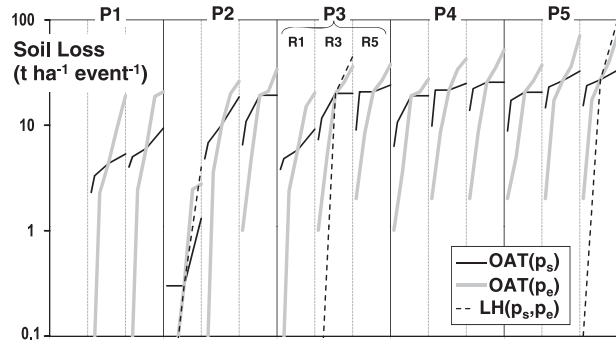 100
P1 P2 P3 P4 P5
R1 R3 R5
Soil Loss
(t ha⁻¹ event⁻¹)
10
1
0,1
OAT(pₛ)
OAT(pₑ)
LH(pₛ,pₑ)